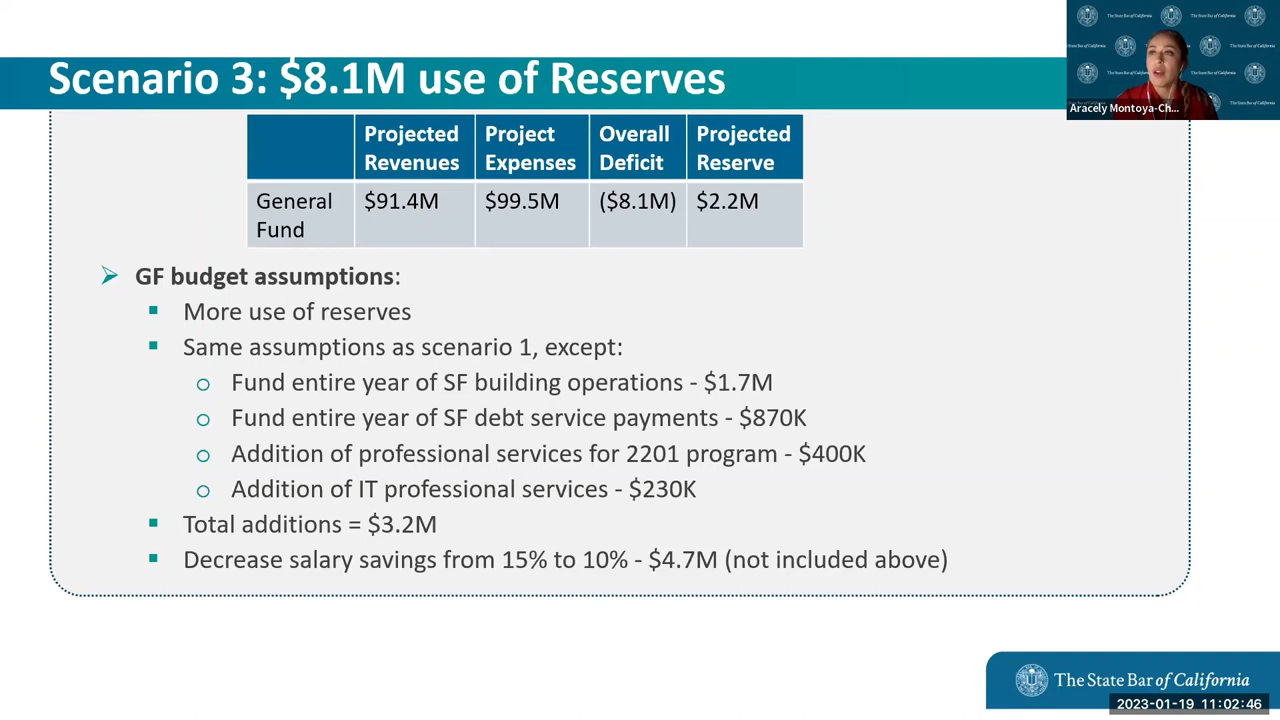 Scenario 3: $8.1M use of Reserves
The State Bar of California
Aracely Montoya-Ch...
Projected Revenues
Project Expenses
Overall Deficit
Projected Reserve
General Fund
$91.4M
$99.5M
($8.1M)
$2.2M
GF budget assumptions:
More use of reserves
Same assumptions as scenario 1, except:
Fund entire year of SF building operations - $1.7M
Fund entire year of SF debt service payments - $870K
Addition of professional services for 2201 program - $400K
Addition of IT professional services - $230K
Total additions = $3.2M
Decrease salary savings from 15% to 10% - $4.7M (not included above)
The State Bar of California
2023-01-19 11:02:46